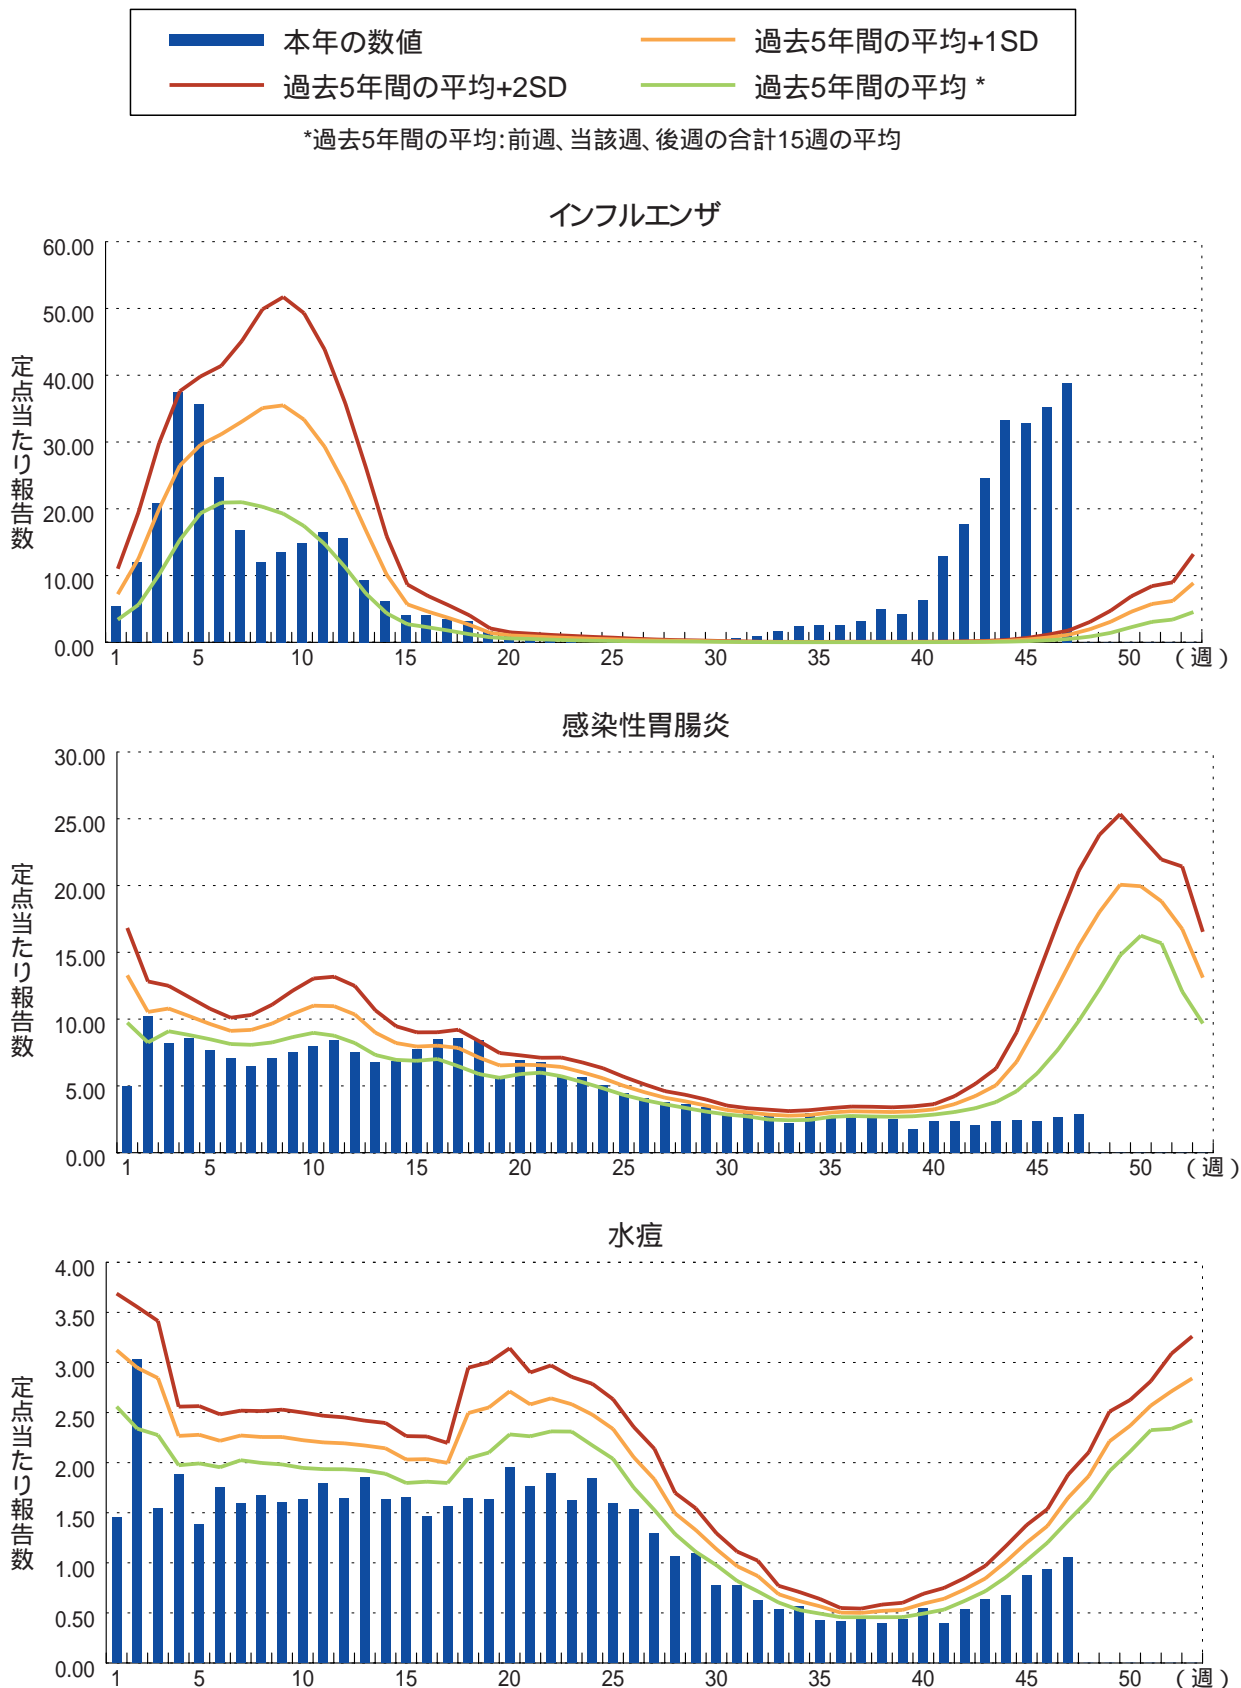 本年の数値
過去5年間の平均+1SD
過去5年間の平均+2SD
過去5年間の平均 *
*過去5年間の平均:前週、当該週、後週の合計15週の平均
インフルエンザ
定点当たり報告数
60.00
50.00
40.00
30.00
20.00
10.00
0.00
1 5 10 15 20 25 30 35 40 45 50 (週)
感染性胃腸炎
定点当たり報告数
30.00
25.00
20.00
15.00
10.00
5.00
0.00
1 5 10 15 20 25 30 35 40 45 50 (週)
水痘
定点当たり報告数
4.00
3.50
3.00
2.50
2.00
1.50
1.00
0.50
0.00
1 5 10 15 20 25 30 35 40 45 50 (週)